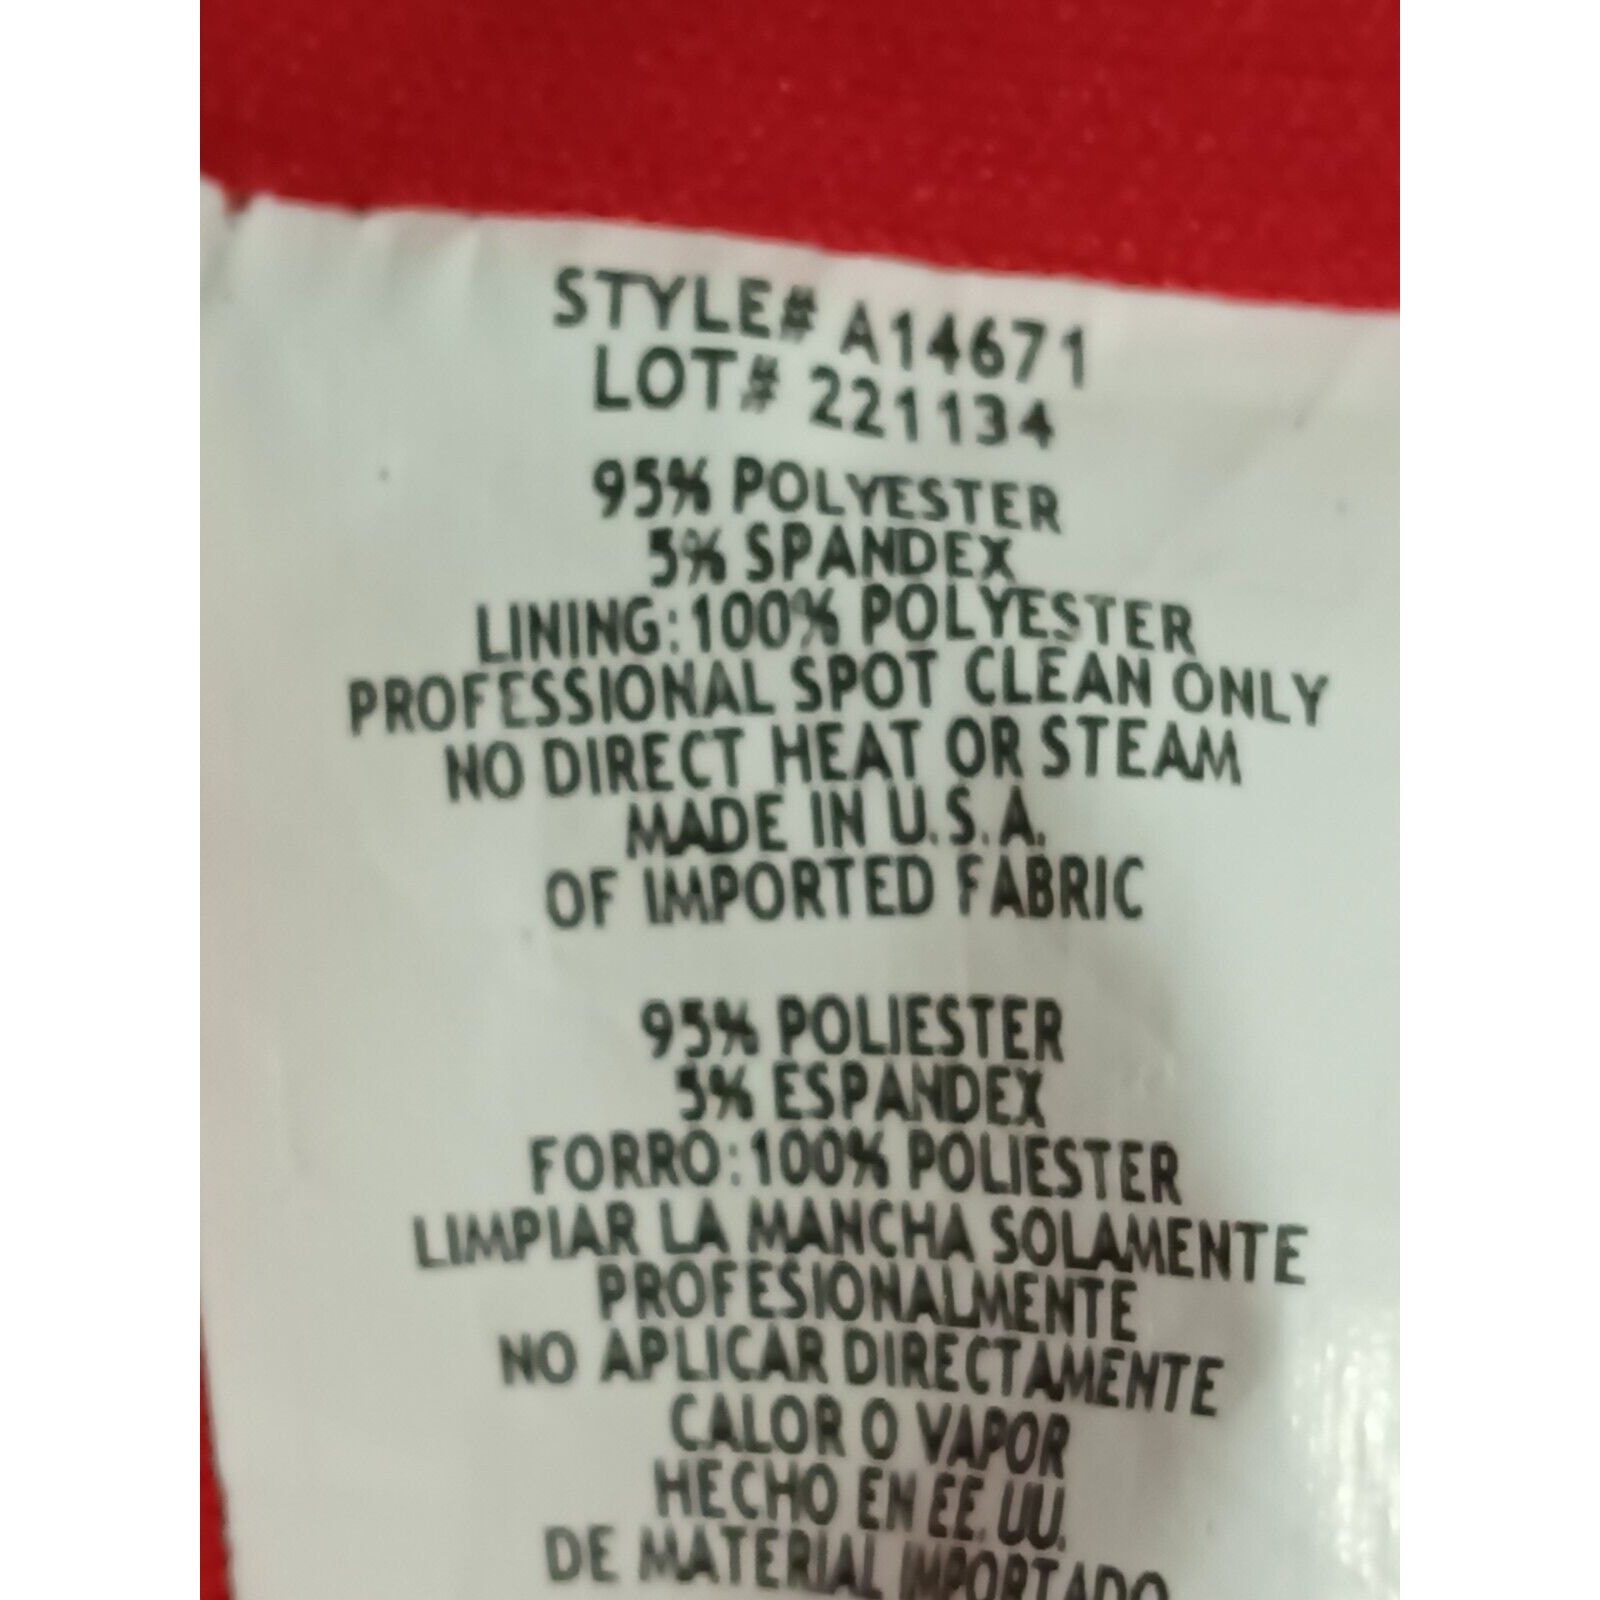 STYLE# A14671
LOT# 221134
95% POLYESTER
5% SPANDEX
LINING:100% POLYESTER
PROFESSIONAL SPOT CLEAN ONLY
NO DIRECT HEAT OR STEAM
MADE IN U.S.A.
OF IMPORTED FABRIC
95% POLIESTER
5% ESPANDEX
FORRO:100% POLIESTER
LIMPIAR LA MANCHA SOLAMENTE
PROFESIONALMENTE
NO APLICAR DIRECTAMENTE
CALOR O VAPOR
HECHO EN EE.UU.
DE MATERIAL IMPORTADO